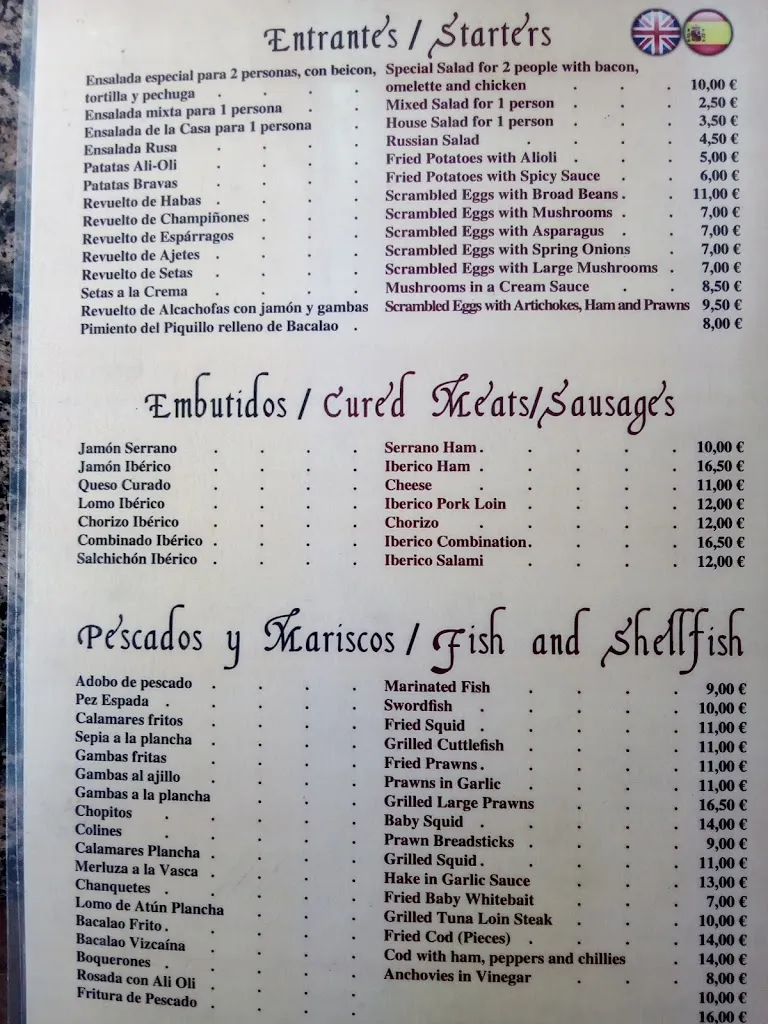 Entrantes / Starters
Ensalada especial para 2 personas, con beicon, Special Salad for 2 people with bacon,
tortilla y pechuga . . . . omelette and chicken . . . 10,00 €
Ensalada mixta para 1 persona . . Mixed Salad for 1 person . . . 2,50 €
Ensalada de la Casa para 1 persona . House Salad for 1 person . . . 3,50 €
Ensalada Rusa . . . . Russian Salad . . . . 4,50 €
Patatas Ali-Oli . . . . Fried Potatoes with Alioli . . . 5,00 €
Patatas Bravas . . . . Fried Potatoes with Spicy Sauce . . 6,00 €
Revuelto de Habas . . . . Scrambled Eggs with Broad Beans . . 11,00 €
Revuelto de Champiñones . . . Scrambled Eggs with Mushrooms . . 7,00 €
Revuelto de Espárragos . . . Scrambled Eggs with Asparagus . . 7,00 €
Revuelto de Ajetes . . . . Scrambled Eggs with Spring Onions . 7,00 €
Revuelto de Setas . . . . Scrambled Eggs with Large Mushrooms . 7,00 €
Setas a la Crema . . . . Mushrooms in a Cream Sauce . . 8,50 €
Revuelto de Alcachofas con jamón y gambas Scrambled Eggs with Artichokes, Ham and Prawns 9,50 €
Pimiento del Piquillo relleno de Bacalao . 8,00 €
Embutidos / Cured Meats/Sausages
Jamón Serrano . . . . Serrano Ham . . . . . 10,00 €
Jamón Ibérico . . . . Iberico Ham . . . . . 16,50 €
Queso Curado . . . . Cheese . . . . . 11,00 €
Lomo Ibérico . . . . Iberico Pork Loin . . . . 12,00 €
Chorizo Ibérico . . . . Chorizo . . . . . 12,00 €
Combinado Ibérico . . . . Iberico Combination . . . . 16,50 €
Salchichón Ibérico . . . . Iberico Salami . . . . 12,00 €
Pescados y Mariscos / Fish and Shellfish
Adobo de pescado . . . . Marinated Fish . . . . 9,00 €
Pez Espada . . . . . Swordfish . . . . 10,00 €
Calamares fritos . . . . Fried Squid . . . . . 11,00 €
Sepia a la plancha . . . . Grilled Cuttlefish . . . . 11,00 €
Gambas fritas . . . . Fried Prawns . . . . . 11,00 €
Gambas al ajillo . . . . Prawns in Garlic . . . . 11,00 €
Gambas a la plancha . . . Grilled Large Prawns . . . 16,50 €
Chopitos . . . . . Baby Squid . . . . . 14,00 €
Colines . . . . . Prawn Breadsticks . . . . 9,00 €
Calamares Plancha . . . . Grilled Squid . . . . . 11,00 €
Merluza a la Vasca . . . . Hake in Garlic Sauce . . . 13,00 €
Chanquetes . . . . . Fried Baby Whitebait . . . 7,00 €
Lomo de Atún Plancha . . . Grilled Tuna Loin Steak . . . 10,00 €
Bacalao Frito . . . . . Fried Cod (Pieces) . . . . 14,00 €
Bacalao Vizcaína . . . . Cod with ham, peppers and chillies . 14,00 €
Boquerones . . . . . Anchovies in Vinegar . . . 8,00 €
Rosada con Ali Oli . . . . 10,00 €
Fritura de Pescado . . . . 16,00 €